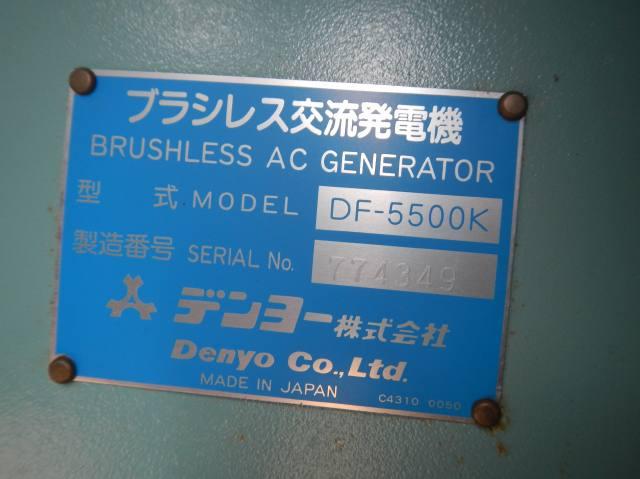 ブラシレス交流発電機
BRUSHLESS AC GENERATOR
型 式 MODEL DF-5500K
製造番号 SERIAL No. 774349
デンヨー株式会社
Denyo Co.,Ltd.
MADE IN JAPAN C4310 0050